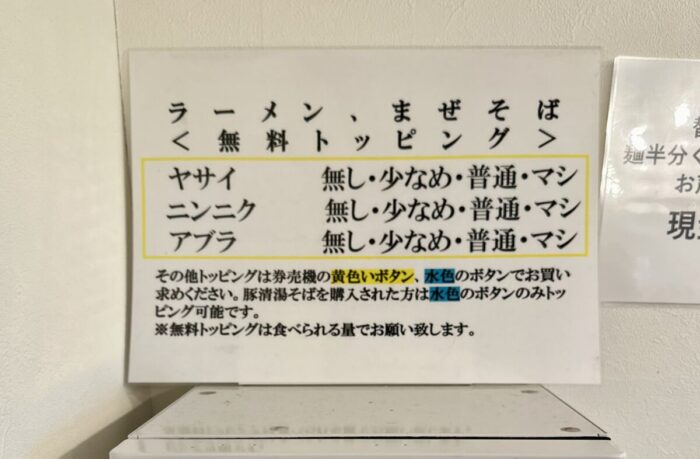 ラーメン、まぜそば
＜無料トッピング＞
ヤサイ 無し・少なめ・普通・マシ
ニンニク 無し・少なめ・普通・マシ
アブラ 無し・少なめ・普通・マシ
その他トッピングは券売機の黄色いボタン、水色のボタンでお買い
求めください。豚清湯そばを購入された方は水色のボタンのみトッ
ピング可能です。
※無料トッピングは食べられる量でお願い致します。
麺半分く
お
現